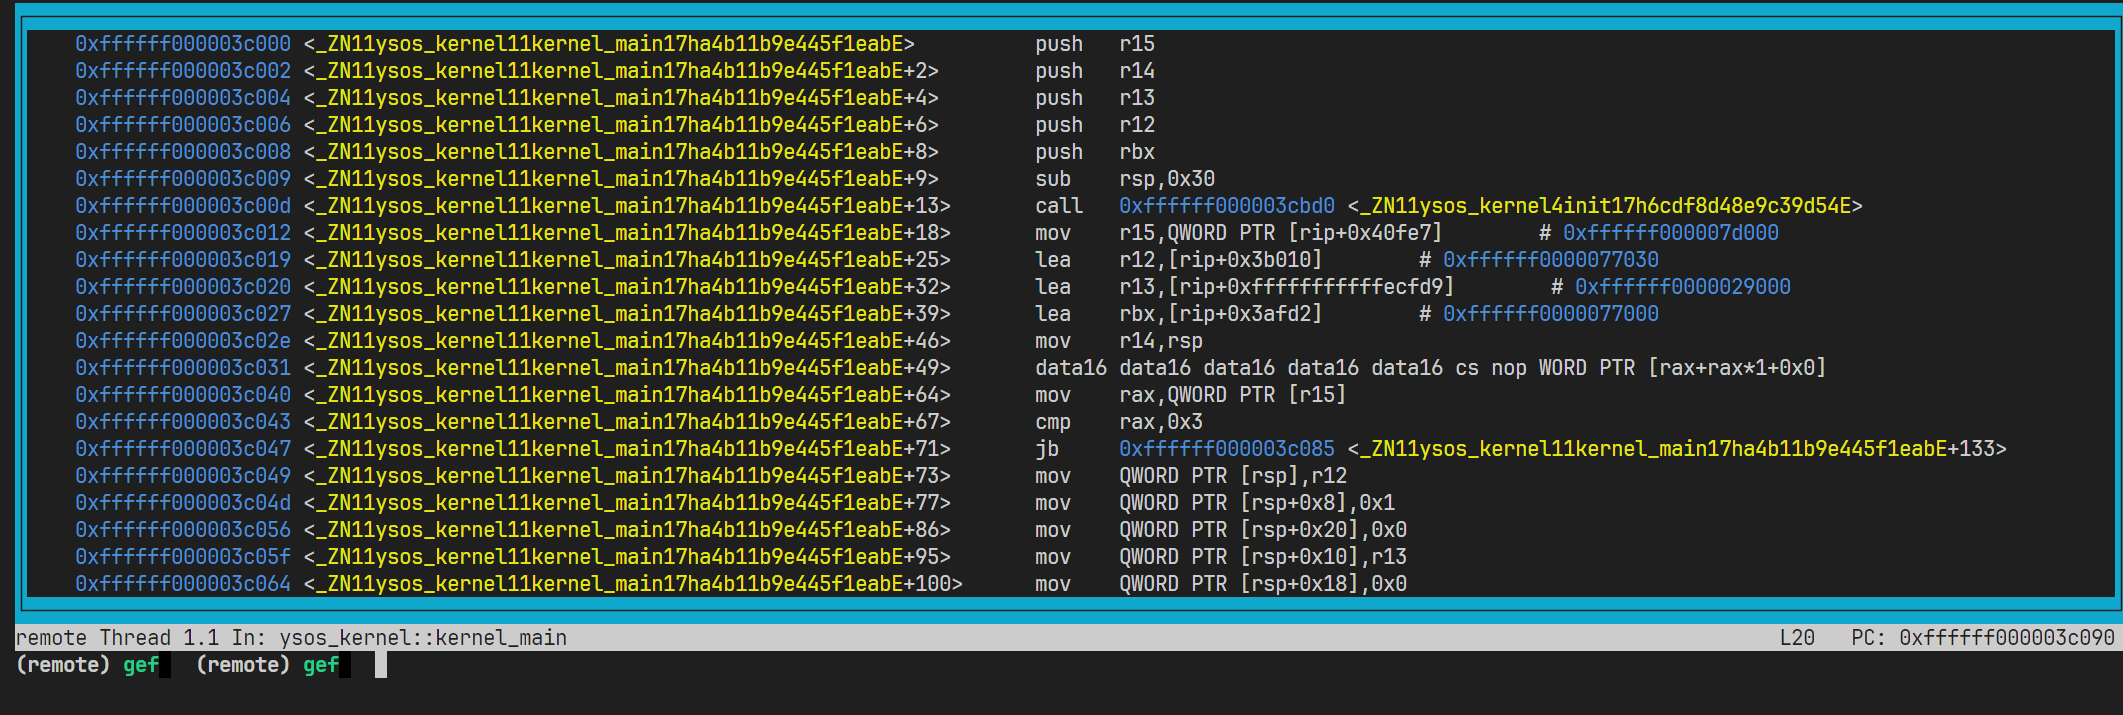 0xffffff000003c000 <_ZN11ysos_kernel11kernel_main17ha4b11b9e445f1eabE> push r15
0xffffff000003c002 <_ZN11ysos_kernel11kernel_main17ha4b11b9e445f1eabE+2> push r14
0xffffff000003c004 <_ZN11ysos_kernel11kernel_main17ha4b11b9e445f1eabE+4> push r13
0xffffff000003c006 <_ZN11ysos_kernel11kernel_main17ha4b11b9e445f1eabE+6> push r12
0xffffff000003c008 <_ZN11ysos_kernel11kernel_main17ha4b11b9e445f1eabE+8> push rbx
0xffffff000003c009 <_ZN11ysos_kernel11kernel_main17ha4b11b9e445f1eabE+9> sub rsp,0x30
0xffffff000003c00d <_ZN11ysos_kernel11kernel_main17ha4b11b9e445f1eabE+13> call 0xffffff000003cbd0 <_ZN11ysos_kernel4init17h6cdf8d48e9c39d54E>
0xffffff000003c012 <_ZN11ysos_kernel11kernel_main17ha4b11b9e445f1eabE+18> mov r15,QWORD PTR [rip+0x40fe7] # 0xffffff000007d000
0xffffff000003c019 <_ZN11ysos_kernel11kernel_main17ha4b11b9e445f1eabE+25> lea r12,[rip+0x3b010] # 0xffffff0000077030
0xffffff000003c020 <_ZN11ysos_kernel11kernel_main17ha4b11b9e445f1eabE+32> lea r13,[rip+0xfffffffffffecfd9] # 0xffffff0000029000
0xffffff000003c027 <_ZN11ysos_kernel11kernel_main17ha4b11b9e445f1eabE+39> lea rbx,[rip+0x3afd2] # 0xffffff0000077000
0xffffff000003c02e <_ZN11ysos_kernel11kernel_main17ha4b11b9e445f1eabE+46> mov r14,rsp
0xffffff000003c031 <_ZN11ysos_kernel11kernel_main17ha4b11b9e445f1eabE+49> data16 data16 data16 data16 data16 cs nop WORD PTR [rax+rax*1+0x0]
0xffffff000003c040 <_ZN11ysos_kernel11kernel_main17ha4b11b9e445f1eabE+64> mov rax,QWORD PTR [r15]
0xffffff000003c043 <_ZN11ysos_kernel11kernel_main17ha4b11b9e445f1eabE+67> cmp rax,0x3
0xffffff000003c047 <_ZN11ysos_kernel11kernel_main17ha4b11b9e445f1eabE+71> jb 0xffffff000003c085 <_ZN11ysos_kernel11kernel_main17ha4b11b9e445f1eabE+133>
0xffffff000003c049 <_ZN11ysos_kernel11kernel_main17ha4b11b9e445f1eabE+73> mov QWORD PTR [rsp],r12
0xffffff000003c04d <_ZN11ysos_kernel11kernel_main17ha4b11b9e445f1eabE+77> mov QWORD PTR [rsp+0x8],0x1
0xffffff000003c056 <_ZN11ysos_kernel11kernel_main17ha4b11b9e445f1eabE+86> mov QWORD PTR [rsp+0x20],0x0
0xffffff000003c05f <_ZN11ysos_kernel11kernel_main17ha4b11b9e445f1eabE+95> mov QWORD PTR [rsp+0x10],r13
0xffffff000003c064 <_ZN11ysos_kernel11kernel_main17ha4b11b9e445f1eabE+100> mov QWORD PTR [rsp+0x18],0x0
remote Thread 1.1 In: ysos_kernel::kernel_main L20 PC: 0xffffff000003c090
(remote) gef (remote) gef